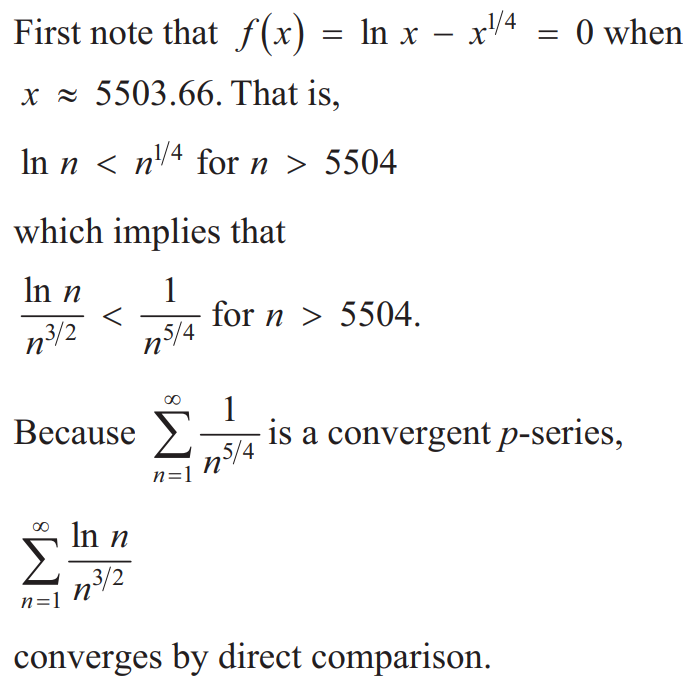 First note that $f(x) = \ln x - x^{1/4} = 0$ when
$x \approx 5503.66$. That is,
$\ln n < n^{1/4}$ for $n > 5504$
which implies that
$\frac{\ln n}{n^{3/2}} < \frac{1}{n^{5/4}}$ for $n > 5504.$
Because $\sum_{n=1}^{\infty} \frac{1}{n^{5/4}}$ is a convergent $p$-series,
$\sum_{n=1}^{\infty} \frac{\ln n}{n^{3/2}}$
converges by direct comparison.